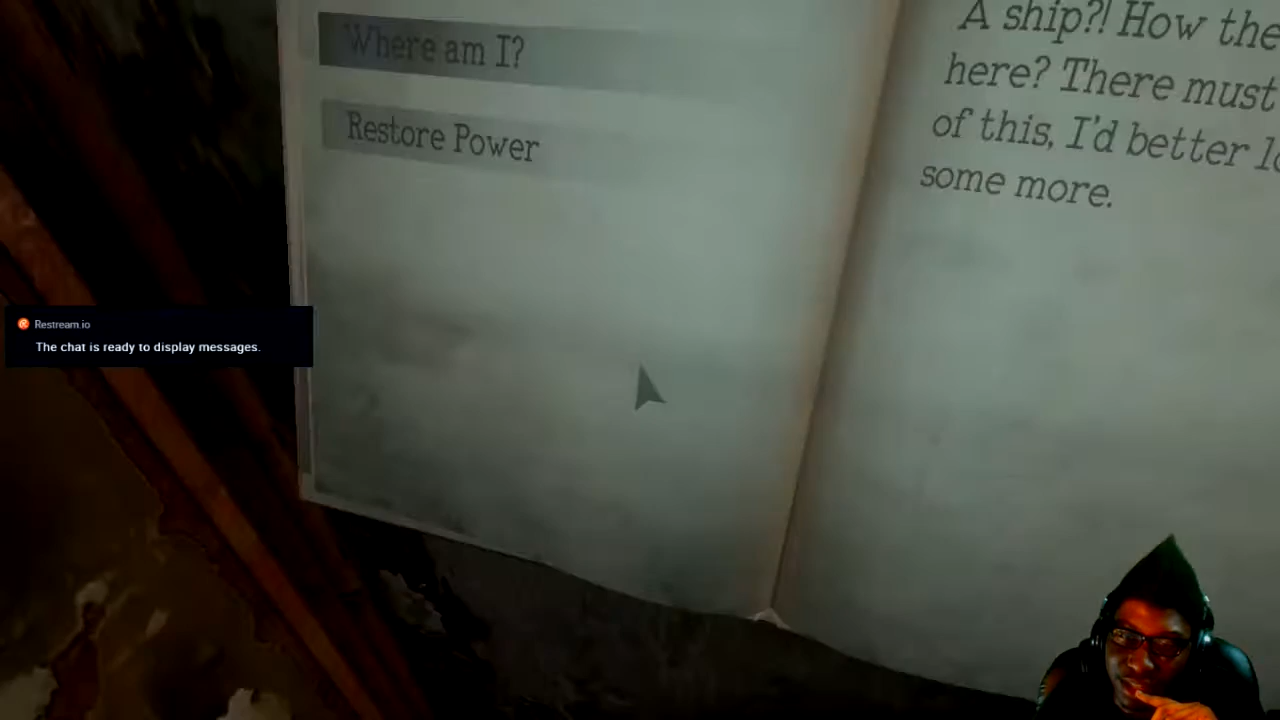 Where am I?
Restore Power
A ship?! How the
here? There must
of this, I'd better
some more.
Restream.io
The chat is ready to display messages.